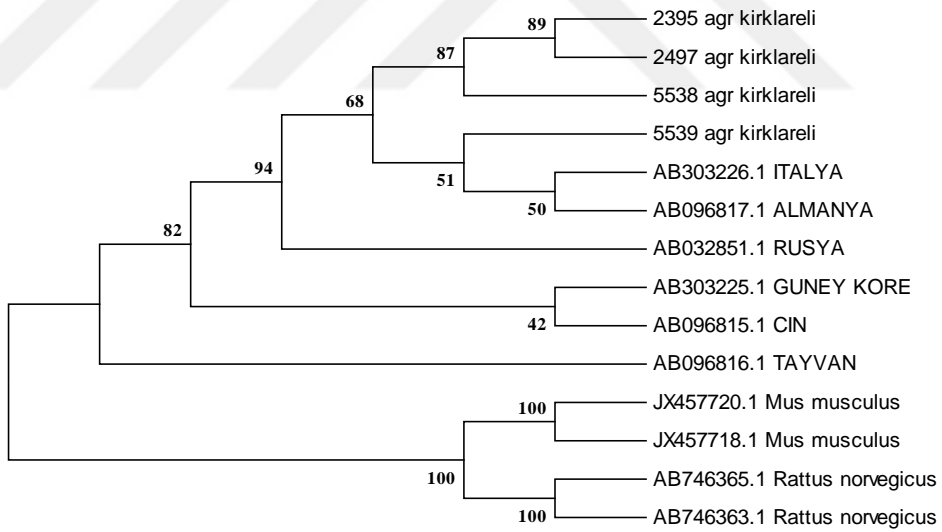 2395 agr kirklareli
89
2497 agr kirklareli
87
5538 agr kirklareli
68
5539 agr kirklareli
94
AB303226.1 ITALYA
51
AB096817.1 ALMANYA
50
82
AB032851.1 RUSYA
AB303225.1 GUNEY KORE
42
AB096815.1 CIN
AB096816.1 TAYVAN
JX457720.1 Mus musculus
100
JX457718.1 Mus musculus
100
AB746365.1 Rattus norvegicus
100
AB746363.1 Rattus norvegicus